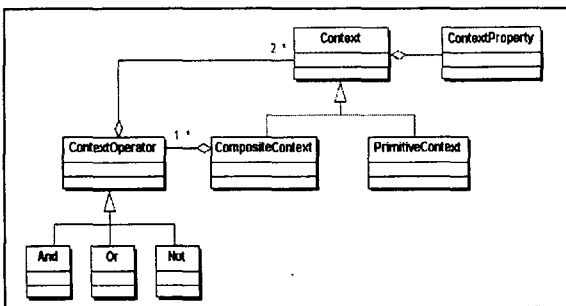 Context
ContextProperty
2 *
1 *
ContextOperator
CompositeContext
PrimitiveContext
And
Or
Not